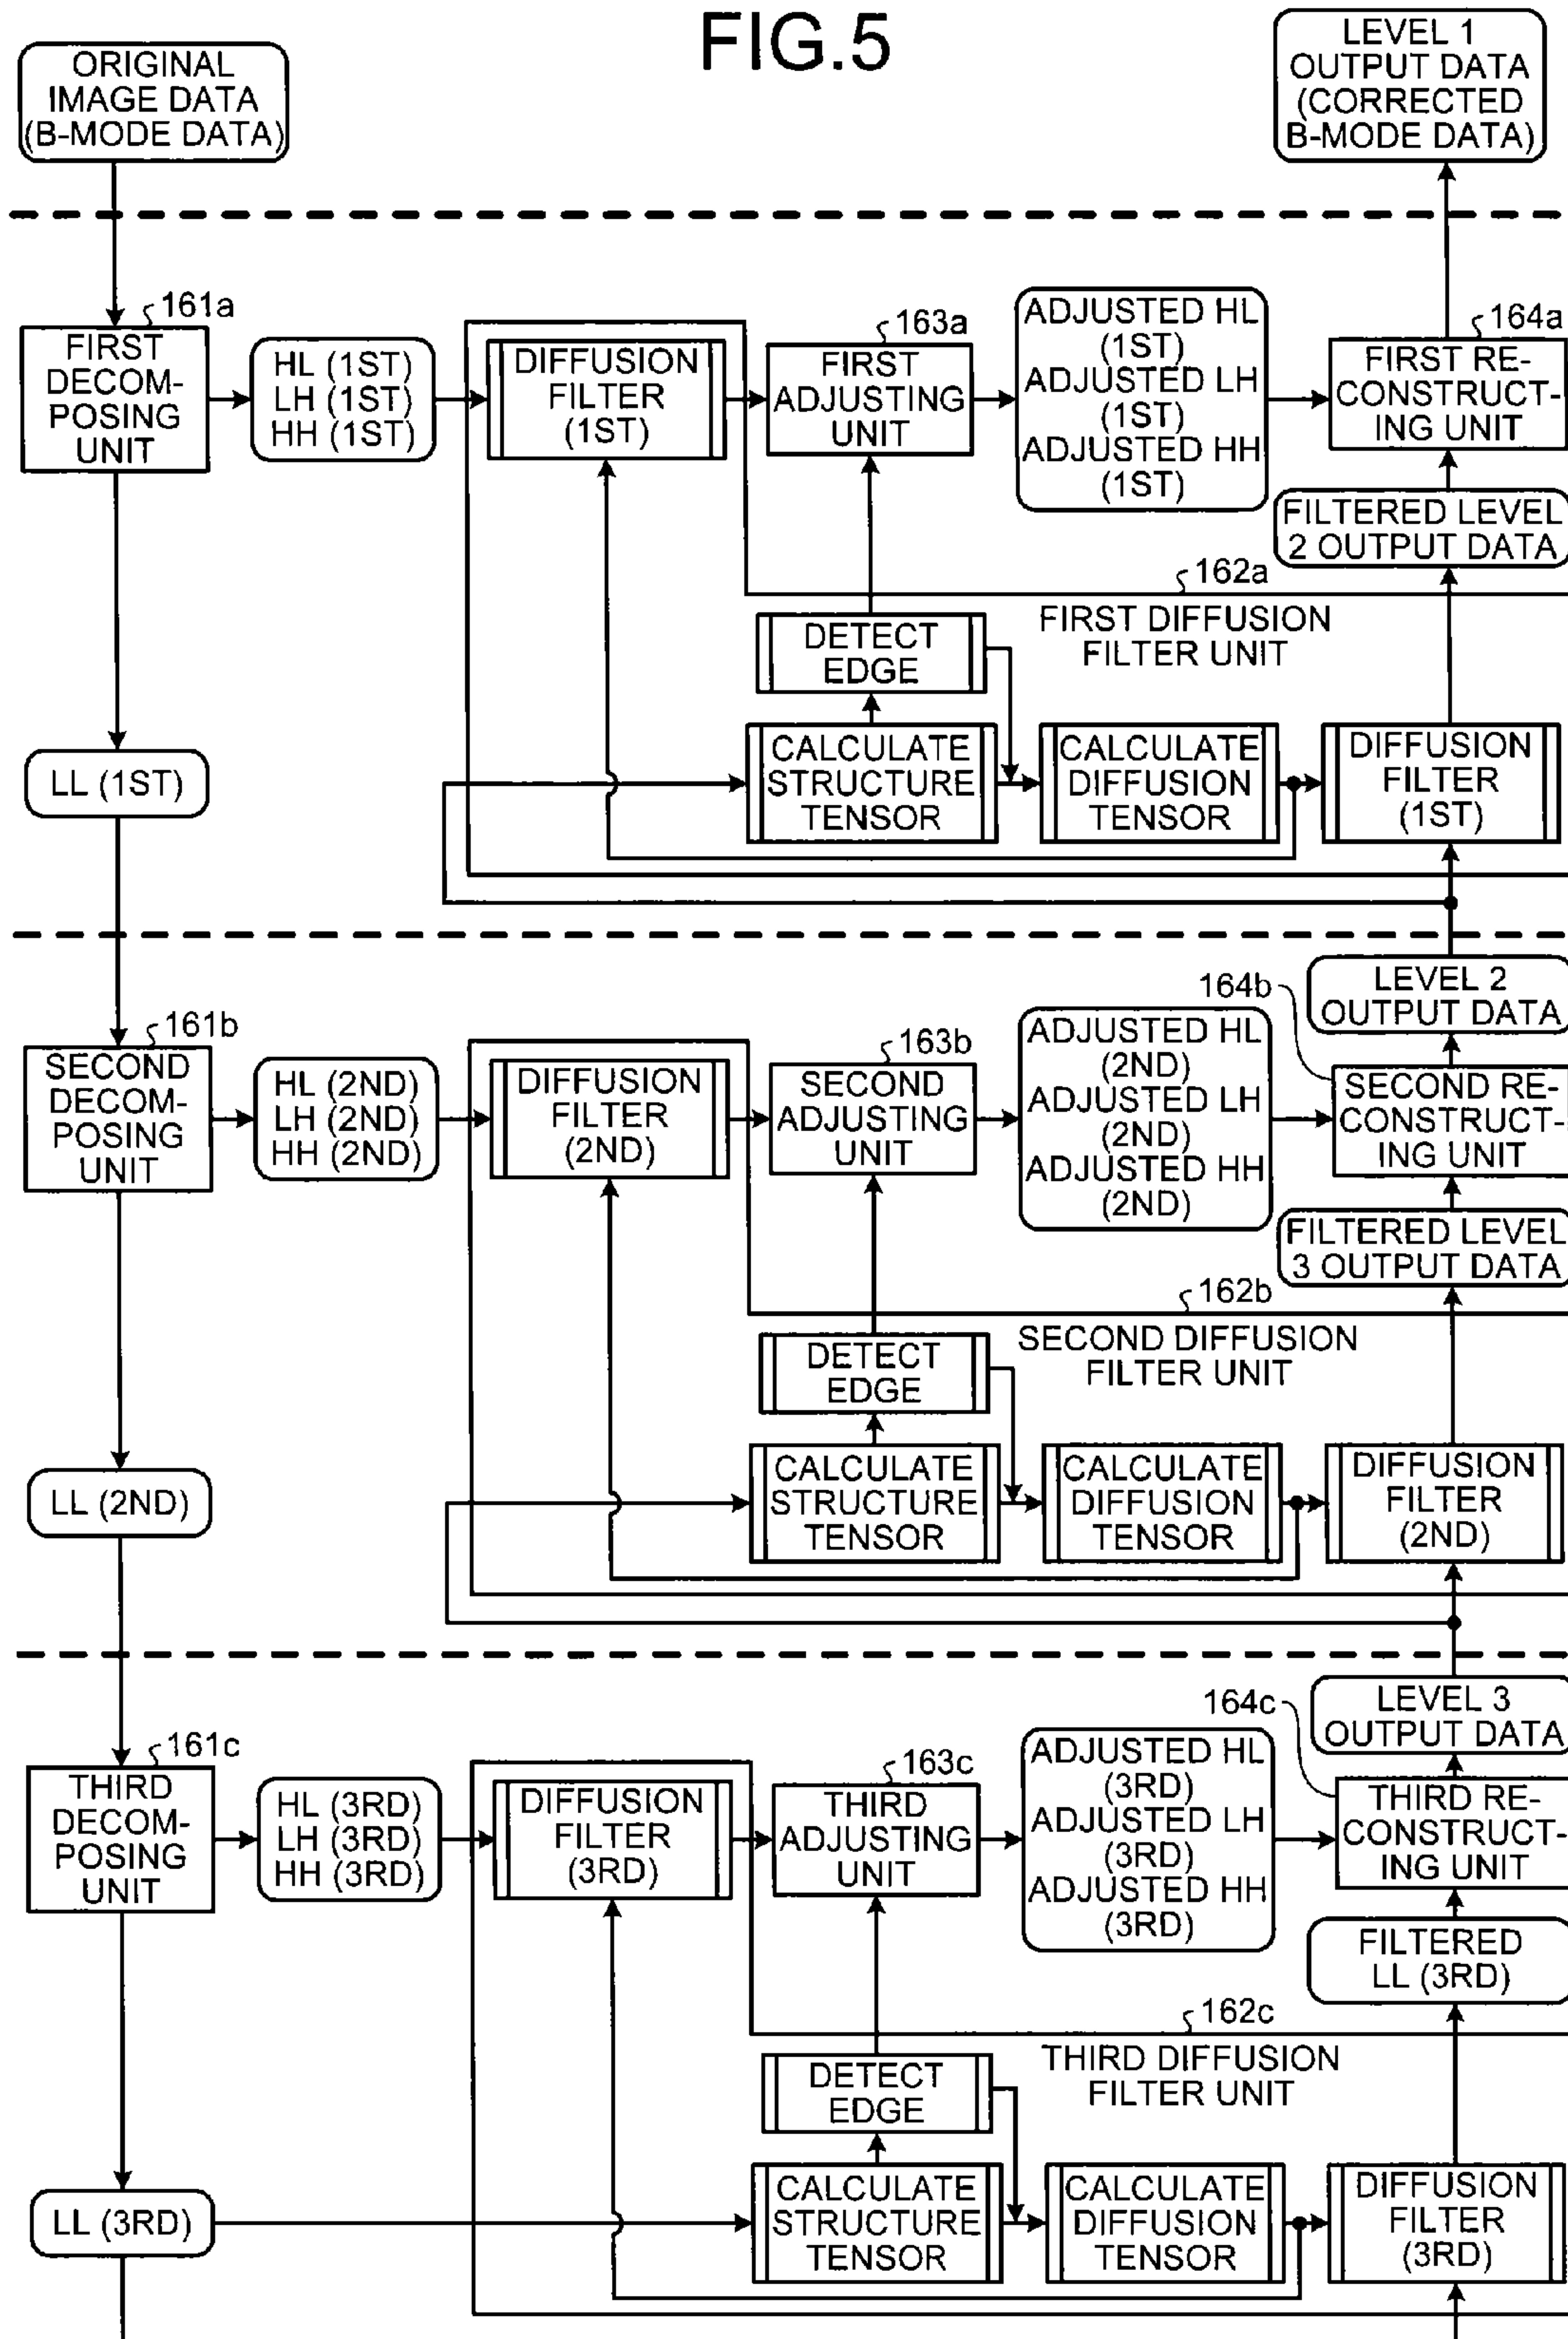 FIG.5
ORIGINAL
IMAGE DATA
(B-MODE DATA)
LEVEL 1
OUTPUT DATA
(CORRECTED
B-MODE DATA)
161a
FIRST
DECOM-
POSING
UNIT
HL (1ST)
LH (1ST)
HH (1ST)
DIFFUSION
FILTER
(1ST)
163a
FIRST
ADJUSTING
UNIT
ADJUSTED HL
(1ST)
ADJUSTED LH
(1ST)
ADJUSTED HH
(1ST)
164a
FIRST RE-
CONSTRUCT-
ING UNIT
FILTERED LEVEL
2 OUTPUT DATA
162a
FIRST DIFFUSION
FILTER UNIT
DETECT
EDGE
LL (1ST)
CALCULATE
STRUCTURE
TENSOR
CALCULATE
DIFFUSION
TENSOR
DIFFUSION
FILTER
(1ST)
LEVEL 2
OUTPUT DATA
161b
SECOND
DECOM-
POSING
UNIT
HL (2ND)
LH (2ND)
HH (2ND)
DIFFUSION
FILTER
(2ND)
163b
SECOND
ADJUSTING
UNIT
ADJUSTED HL
(2ND)
ADJUSTED LH
(2ND)
ADJUSTED HH
(2ND)
164b
SECOND RE-
CONSTRUCT-
ING UNIT
FILTERED LEVEL
3 OUTPUT DATA
162b
SECOND DIFFUSION
FILTER UNIT
DETECT
EDGE
LL (2ND)
CALCULATE
STRUCTURE
TENSOR
CALCULATE
DIFFUSION
TENSOR
DIFFUSION
FILTER
(2ND)
LEVEL 3
OUTPUT DATA
161c
THIRD
DECOM-
POSING
UNIT
HL (3RD)
LH (3RD)
HH (3RD)
DIFFUSION
FILTER
(3RD)
163c
THIRD
ADJUSTING
UNIT
ADJUSTED HL
(3RD)
ADJUSTED LH
(3RD)
ADJUSTED HH
(3RD)
164c
THIRD RE-
CONSTRUCT-
ING UNIT
FILTERED
LL (3RD)
162c
THIRD DIFFUSION
FILTER UNIT
DETECT
EDGE
LL (3RD)
CALCULATE
STRUCTURE
TENSOR
CALCULATE
DIFFUSION
TENSOR
DIFFUSION
FILTER
(3RD)